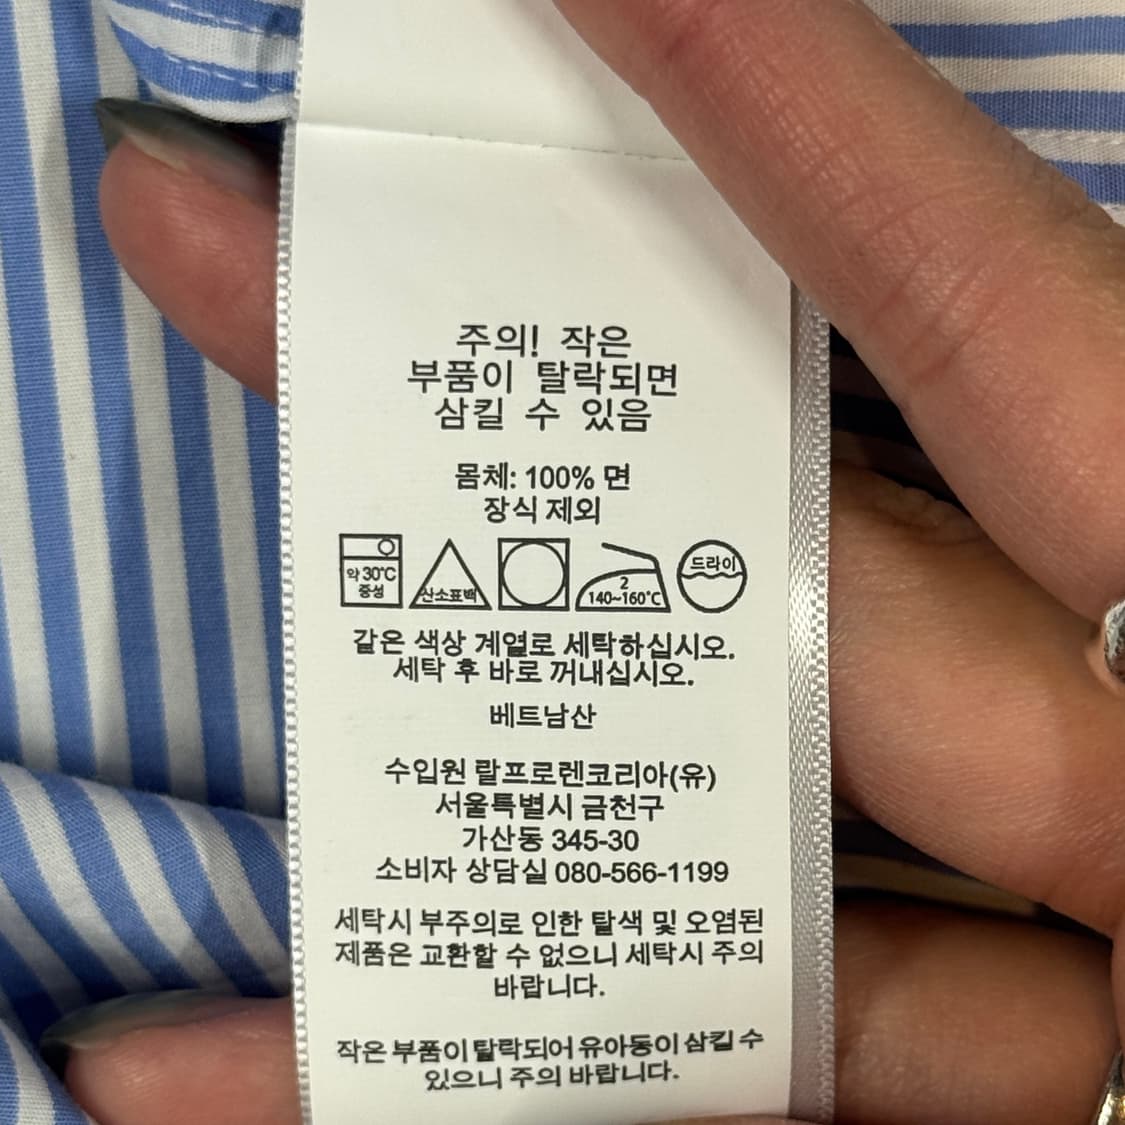 주의! 작은
부품이 탈락되면
삼킬 수 있음
몸체: 100% 면
장식 제외
약 30℃
중성
산소표백
2
140~160℃
드라이
같은 색상 계열로 세탁하십시오.
세탁 후 바로 꺼내십시오.
베트남산
수입원 랄프로렌코리아(유)
서울특별시 금천구
가산동 345-30
소비자 상담실 080-566-1199
세탁시 부주의로 인한 탈색 및 오염된
제품은 교환할 수 없으니 세탁시 주의
바랍니다.
작은 부품이 탈락되어 유아동이 삼킬 수
있으니 주의 바랍니다.